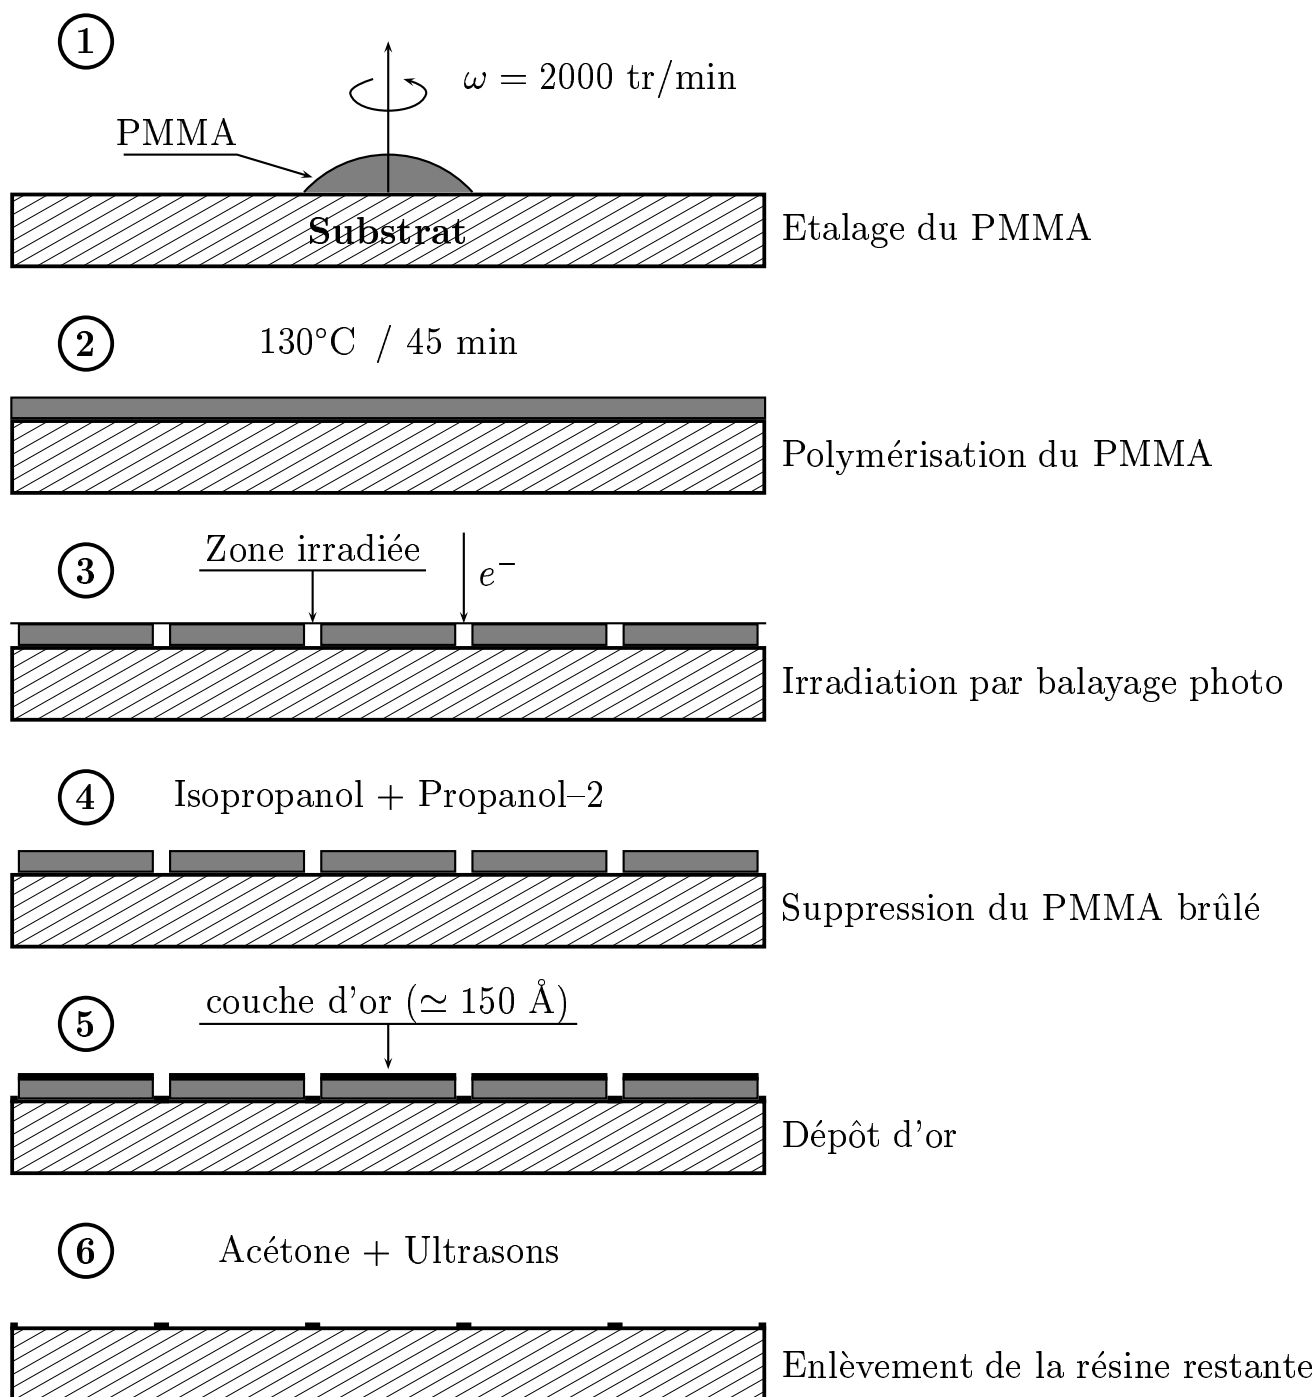 1
ω = 2000 tr/min
PMMA
Substrat
Etalage du PMMA
2
130°C / 45 min
Polymérisation du PMMA
3
Zone irradiée
e⁻
Irradiation par balayage photo
4
Isopropanol + Propanol–2
Suppression du PMMA brûlé
5
couche d'or (≃ 150 Å)
Dépôt d'or
6
Acétone + Ultrasons
Enlèvement de la résine restante